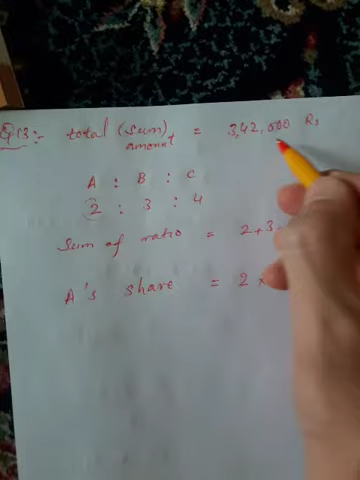 Q13:- total (sum) amount = 3,42,000 Rs
A : B : C
2 : 3 : 4
Sum of ratio = 2+3
A's share = 2 ×